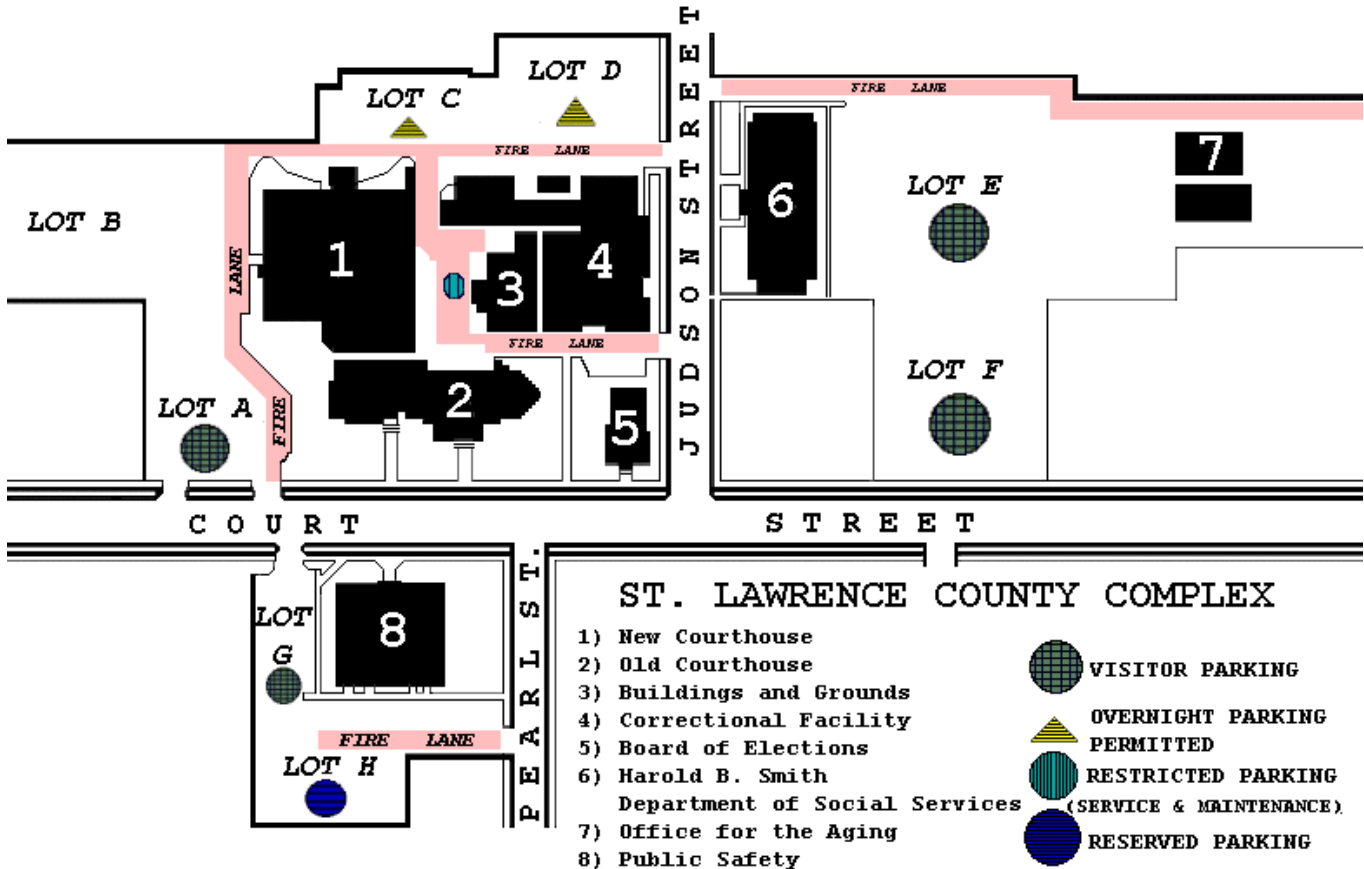 LOT D
LOT C
FIRE LANE
FIRE LANE
LOT B
LANE
FIRE
1
2
3
4
5
6
7
LOT E
LOT F
LOT A
FIRE LANE
JUDSON STREET
COURT STREET
PEARL ST.
8
LOT G
FIRE LANE
LOT H
ST. LAWRENCE COUNTY COMPLEX
1) New Courthouse
2) Old Courthouse
3) Buildings and Grounds
4) Correctional Facility
5) Board of Elections
6) Harold B. Smith
Department of Social Services
7) Office for the Aging
8) Public Safety
VISITOR PARKING
OVERNIGHT PARKING
PERMITTED
RESTRICTED PARKING
(SERVICE & MAINTENANCE)
RESERVED PARKING